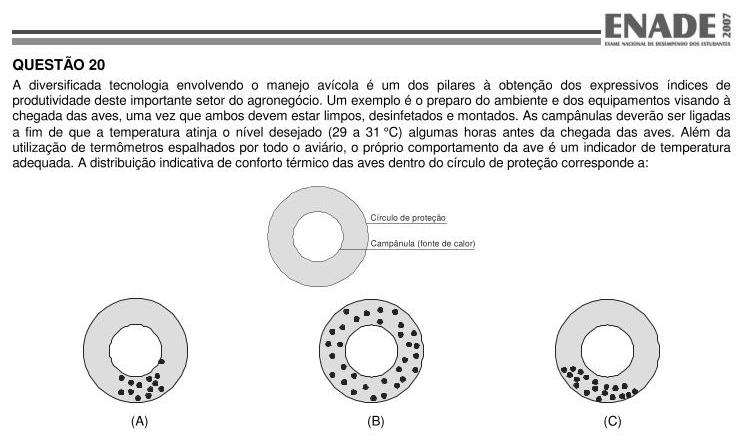 ENADE 2007
EXAME NACIONAL DE DESEMPENHO DOS ESTUDANTES
QUESTÃO 20
A diversificada tecnologia envolvendo o manejo avícola é um dos pilares à obtenção dos expressivos índices de
produtividade deste importante setor do agronegócio. Um exemplo é o preparo do ambiente e dos equipamentos visando à
chegada das aves, uma vez que ambos devem estar limpos, desinfetados e montados. As campânulas deverão ser ligadas
a fim de que a temperatura atinja o nível desejado (29 a 31 °C) algumas horas antes da chegada das aves. Além da
utilização de termômetros espalhados por todo o aviário, o próprio comportamento da ave é um indicador de temperatura
adequada. A distribuição indicativa de conforto térmico das aves dentro do círculo de proteção corresponde a:
Círculo de proteção
Campânula (fonte de calor)
(A) (B) (C)